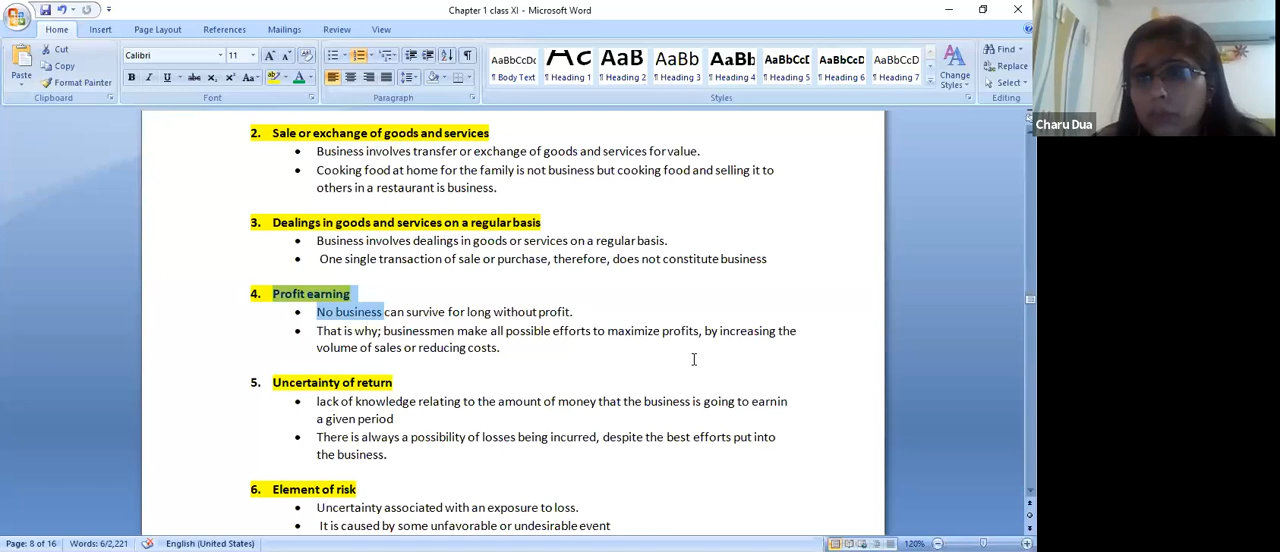 Chapter 1 class XI - Microsoft Word
Home Insert Page Layout References Mailings Review View
Paste
Cut
Copy
Format Painter
Clipboard
Calibri 11
Font
Paragraph
AaBbCcDc AaB AaBb AaBb( AaBbCcI AaBbCcI AaBbCcD
¶ Body Text ¶ Heading 1 ¶ Heading 2 ¶ Heading 3 ¶ Heading 4 ¶ Heading 5 ¶ Heading 6 ¶ Heading 7
Change Styles
Styles
Find
Replace
Select
Editing
Charu Dua
2. Sale or exchange of goods and services
• Business involves transfer or exchange of goods and services for value.
• Cooking food at home for the family is not business but cooking food and selling it to
others in a restaurant is business.
3. Dealings in goods and services on a regular basis
• Business involves dealings in goods or services on a regular basis.
• One single transaction of sale or purchase, therefore, does not constitute business
4. Profit earning
• No business can survive for long without profit.
• That is why; businessmen make all possible efforts to maximize profits, by increasing the
volume of sales or reducing costs.
5. Uncertainty of return
• lack of knowledge relating to the amount of money that the business is going to earn in
a given period
• There is always a possibility of losses being incurred, despite the best efforts put into
the business.
6. Element of risk
• Uncertainty associated with an exposure to loss.
• It is caused by some unfavorable or undesirable event
Page: 8 of 16 Words: 6/2,221 English (United States) 120%